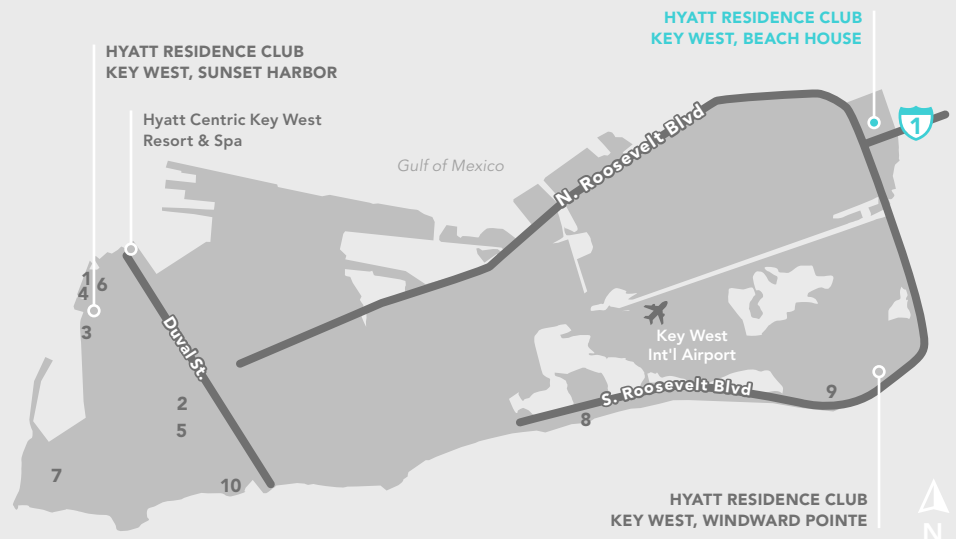 HYATT RESIDENCE CLUB
KEY WEST, BEACH HOUSE
HYATT RESIDENCE CLUB
KEY WEST, SUNSET HARBOR
Hyatt Centric Key West
Resort & Spa
Gulf of Mexico
N. Roosevelt Blvd
1
1
6
4
3
Duval St.
Key West
Int'l Airport
S. Roosevelt Blvd
9
2
8
5
7
10
HYATT RESIDENCE CLUB
KEY WEST, WINDWARD POINTE
N